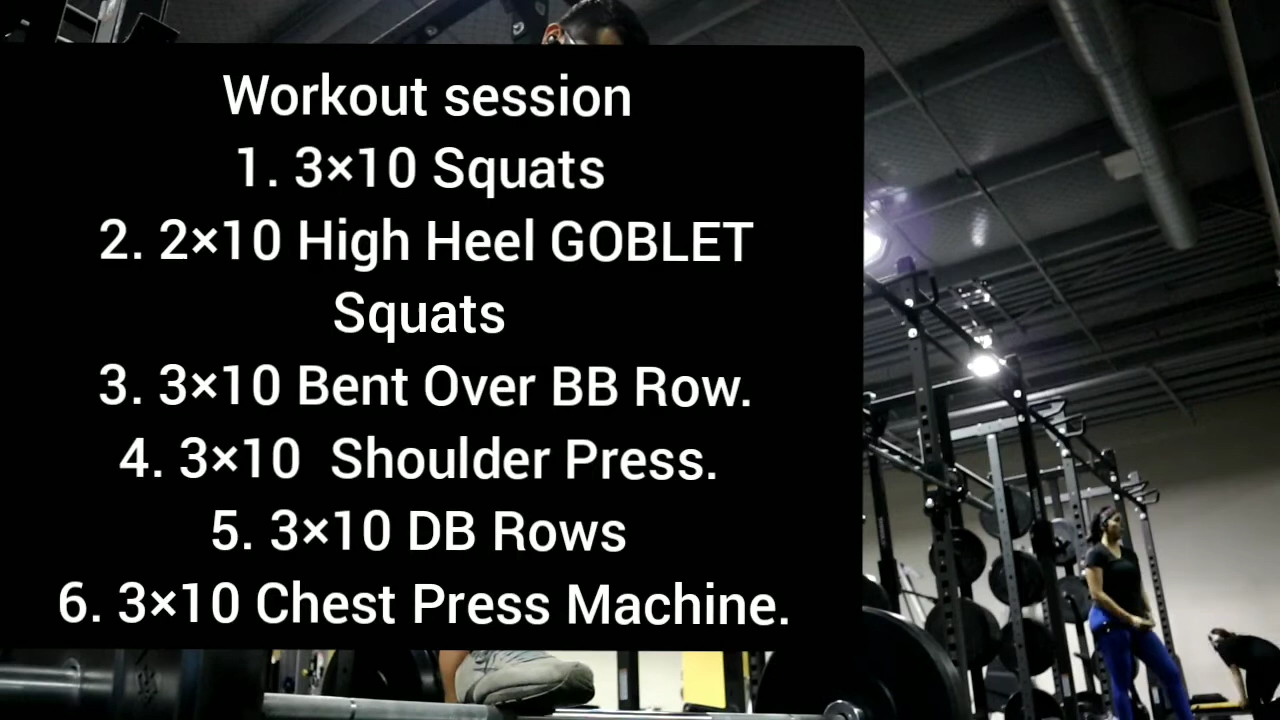 Workout session
1. 3×10 Squats
2. 2×10 High Heel GOBLET
Squats
3. 3×10 Bent Over BB Row.
4. 3×10  Shoulder Press.
5. 3×10 DB Rows
6. 3×10 Chest Press Machine.